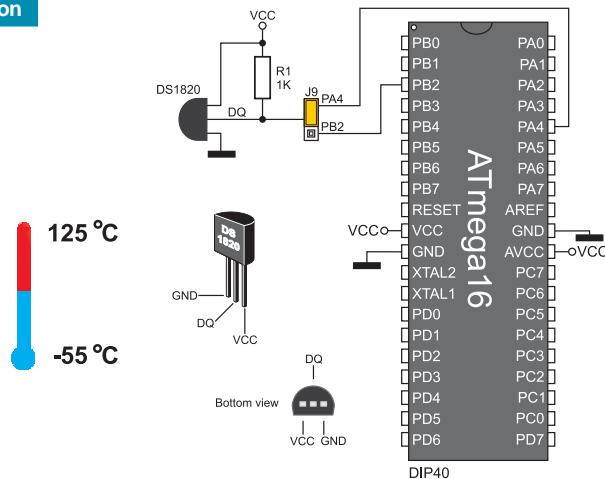 on
VCC
DS1820
R1
1K
DQ
J9
PA4
PB2
ATmega16
PB0 PA0
PB1 PA1
PB2 PA2
PB3 PA3
PB4 PA4
PB5 PA5
PB6 PA6
PB7 PA7
RESET AREF
VCC VCC GND
GND AVCC VCC
XTAL2 PC7
XTAL1 PC6
PD0 PC5
PD1 PC4
PD2 PC3
PD3 PC2
PD4 PC1
PD5 PC0
PD6 PD7
DIP40
125 °C
-55 °C
DS
1820
GND
DQ
VCC
DQ
Bottom view
VCC GND